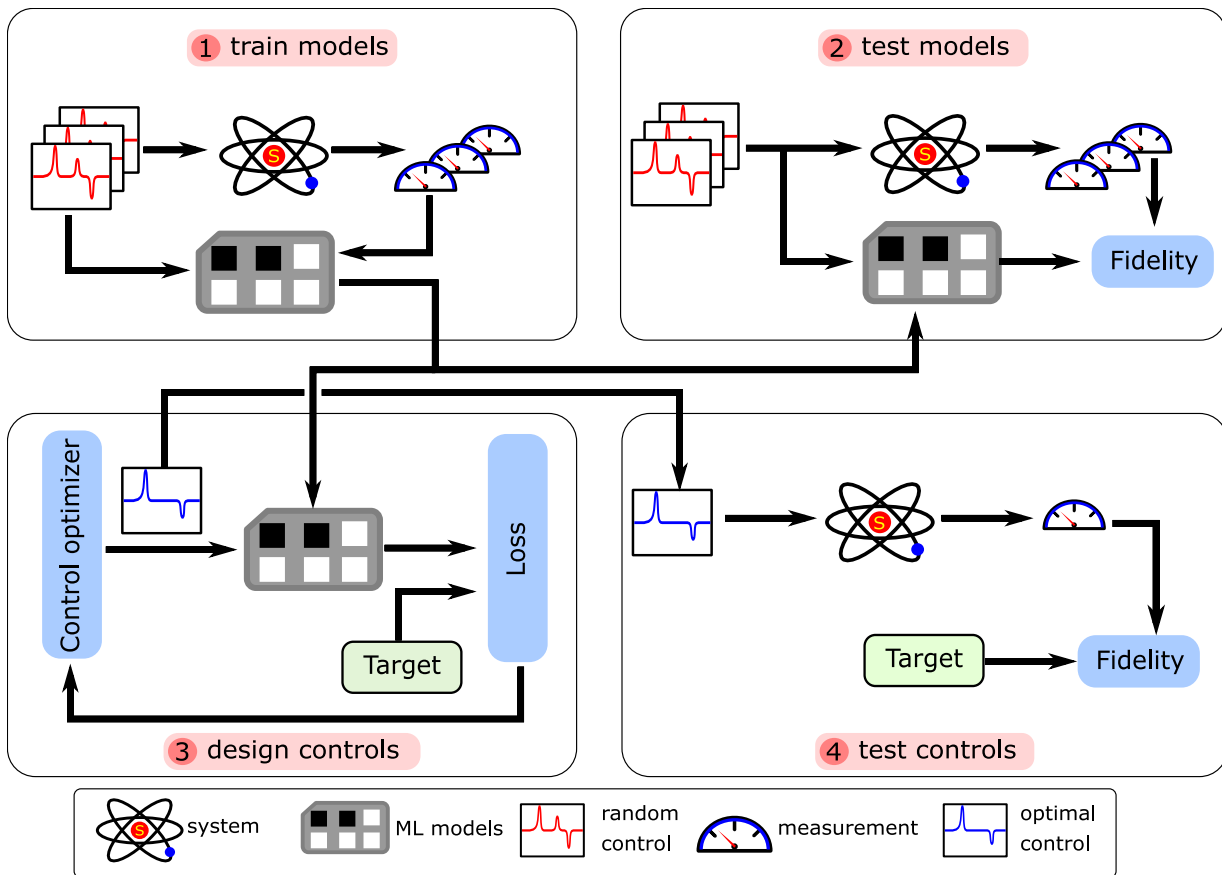 1 train models
S
2 test models
S
Fidelity
Control optimizer
Loss
Target
3 design controls
S
Target
Fidelity
4 test controls
S
system
ML models
random
control
measurement
optimal
control